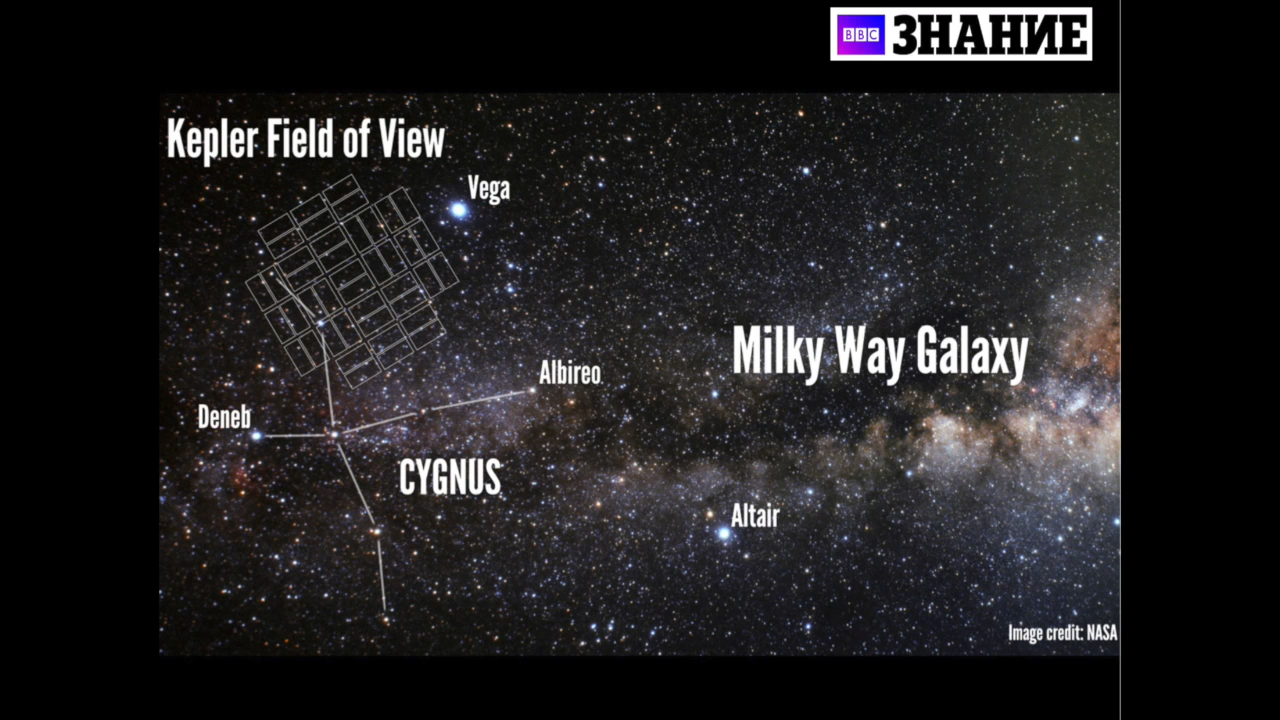 BBC ЗНАНИЕ
Kepler Field of View
Vega
Albireo
Milky Way Galaxy
Deneb
CYGNUS
Altair
Image credit: NASA